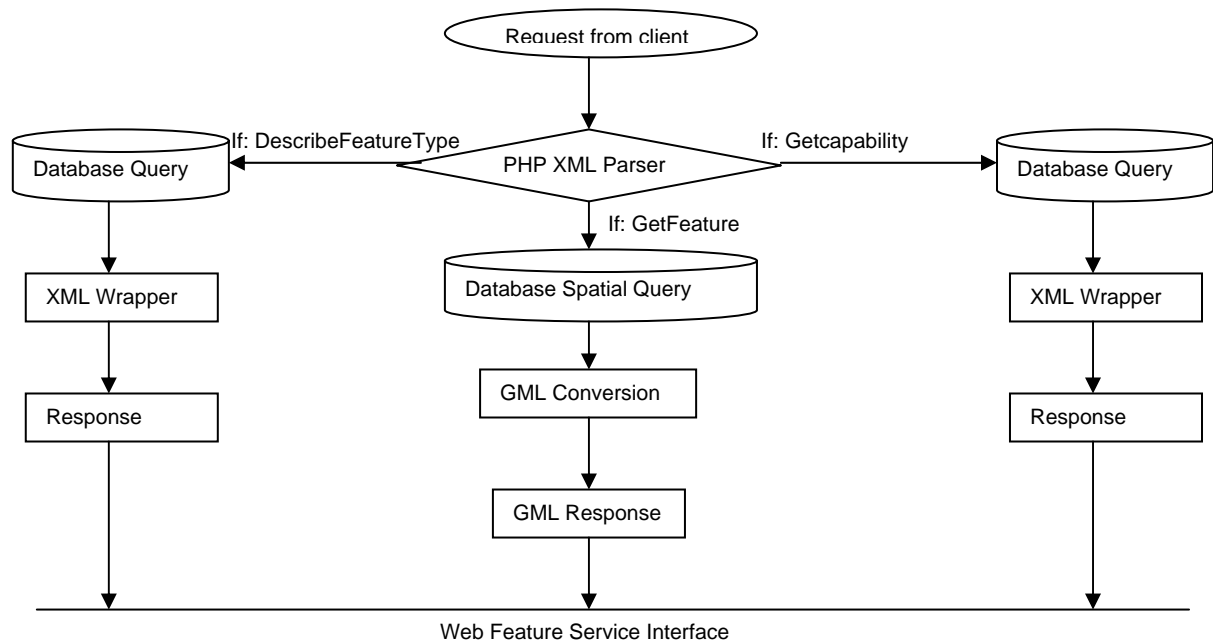 Request from client
If: DescribeFeatureType
If: Getcapability
Database Query
PHP XML Parser
Database Query
If: GetFeature
XML Wrapper
Database Spatial Query
XML Wrapper
GML Conversion
Response
Response
GML Response
Web Feature Service Interface